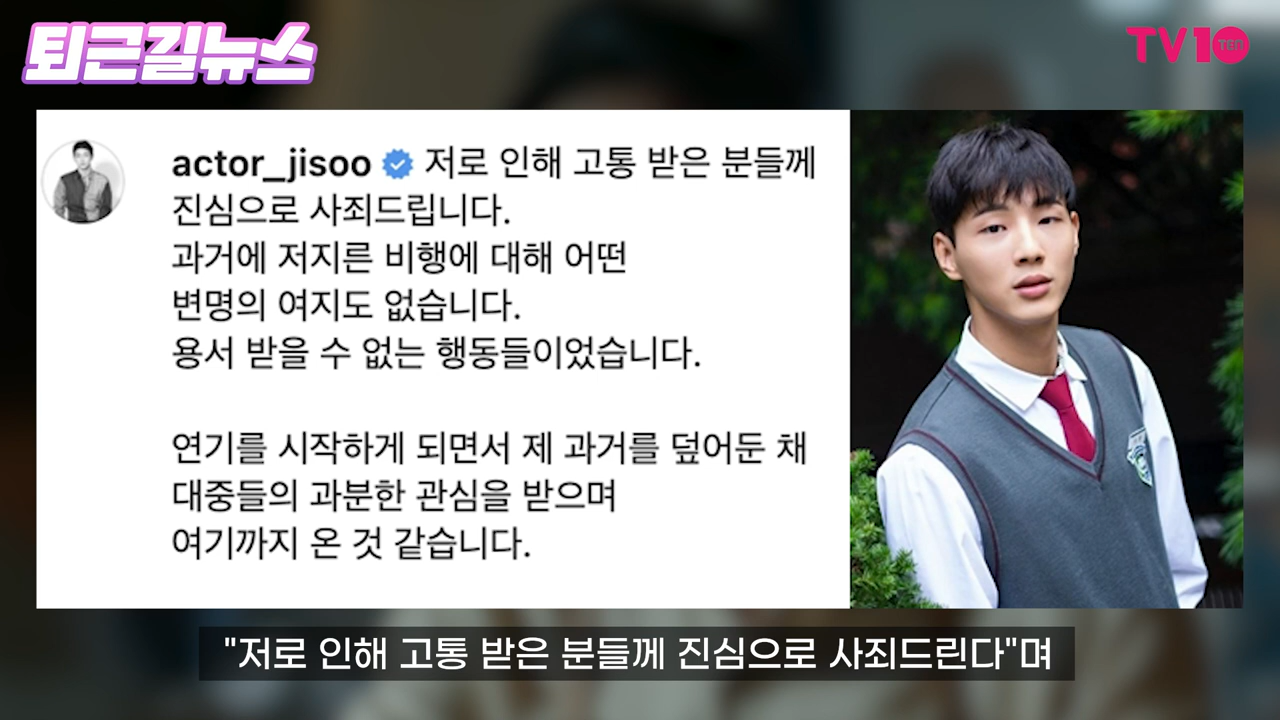 퇴근길뉴스
TV10
TEN
actor_jisoo 저로 인해 고통 받은 분들께
진심으로 사죄드립니다.
과거에 저지른 비행에 대해 어떤
변명의 여지도 없습니다.
용서 받을 수 없는 행동들이었습니다.
연기를 시작하게 되면서 제 과거를 덮어둔 채
대중들의 과분한 관심을 받으며
여기까지 온 것 같습니다.
"저로 인해 고통 받은 분들께 진심으로 사죄드린다"며